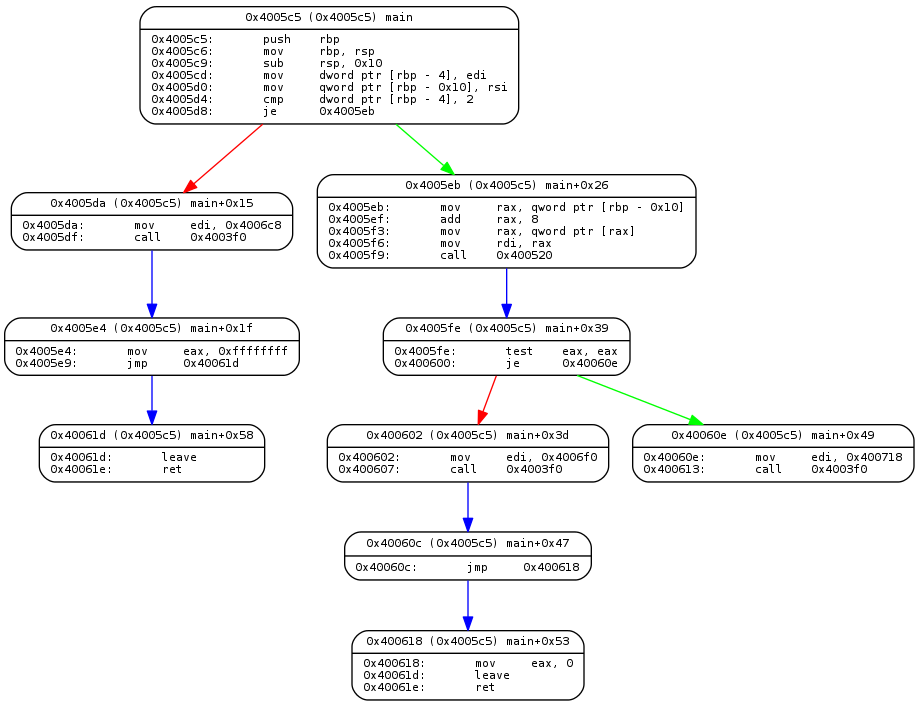 0x4005c5 (0x4005c5) main
0x4005c5: push rbp
0x4005c6: mov rbp, rsp
0x4005c9: sub rsp, 0x10
0x4005cd: mov dword ptr [rbp - 4], edi
0x4005d0: mov qword ptr [rbp - 0x10], rsi
0x4005d4: cmp dword ptr [rbp - 4], 2
0x4005d8: je 0x4005eb
0x4005da (0x4005c5) main+0x15
0x4005da: mov edi, 0x4006c8
0x4005df: call 0x4003f0
0x4005eb (0x4005c5) main+0x26
0x4005eb: mov rax, qword ptr [rbp - 0x10]
0x4005ef: add rax, 8
0x4005f3: mov rax, qword ptr [rax]
0x4005f6: mov rdi, rax
0x4005f9: call 0x400520
0x4005e4 (0x4005c5) main+0x1f
0x4005e4: mov eax, 0xffffffff
0x4005e9: jmp 0x40061d
0x4005fe (0x4005c5) main+0x39
0x4005fe: test eax, eax
0x400600: je 0x40060e
0x40061d (0x4005c5) main+0x58
0x40061d: leave
0x40061e: ret
0x400602 (0x4005c5) main+0x3d
0x400602: mov edi, 0x4006f0
0x400607: call 0x4003f0
0x40060e (0x4005c5) main+0x49
0x40060e: mov edi, 0x400718
0x400613: call 0x4003f0
0x40060c (0x4005c5) main+0x47
0x40060c: jmp 0x400618
0x400618 (0x4005c5) main+0x53
0x400618: mov eax, 0
0x40061d: leave
0x40061e: ret